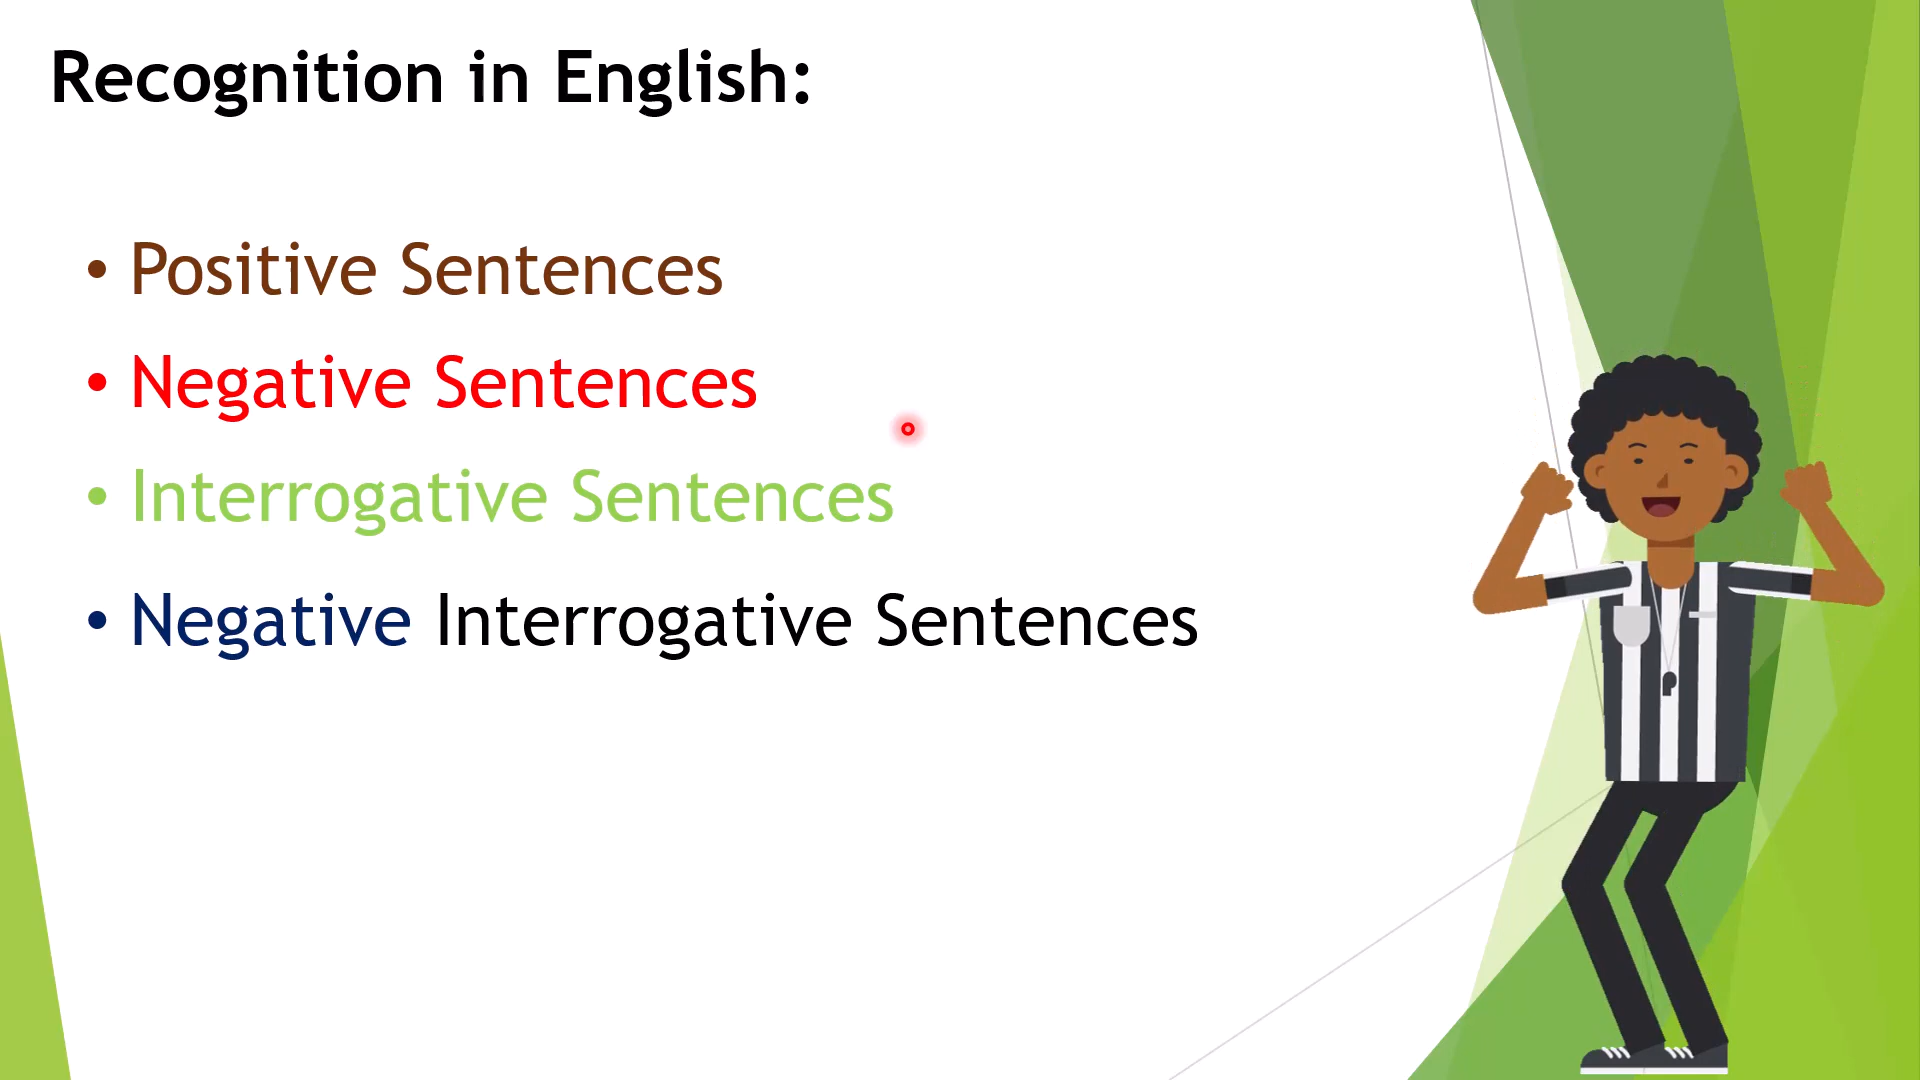 Recognition in English:
• Positive Sentences
• Negative Sentences
• Interrogative Sentences
• Negative Interrogative Sentences